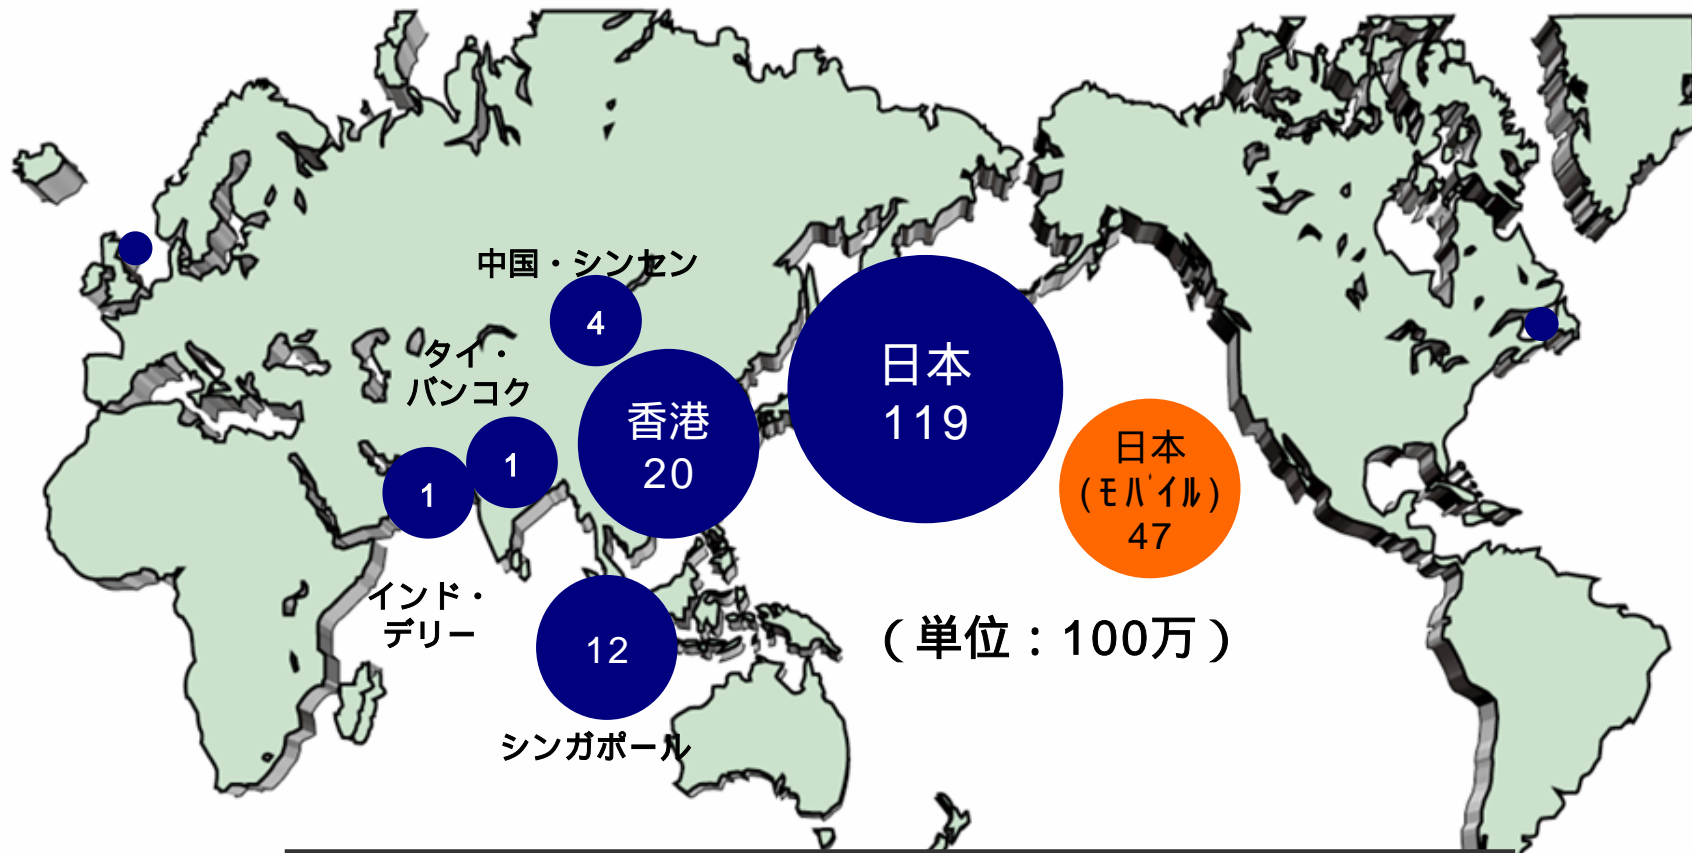 中国・シンセン
4
タイ・
バンコク
1
1
香港
20
日本
119
日本
(ﾓﾊﾞｲﾙ)
47
インド・
デリー
12
シンガポール
（単位：100万）